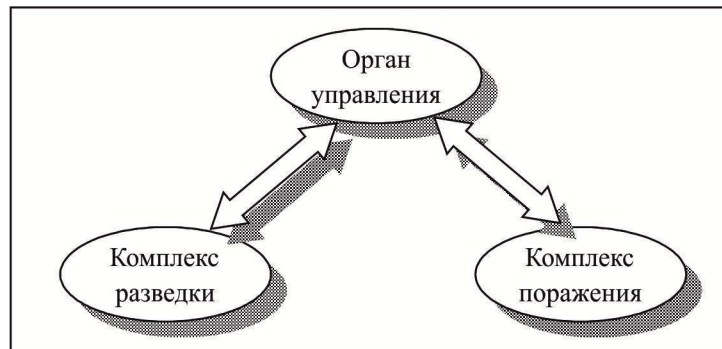 Орган
управления
Комплекс
разведки
Комплекс
поражения